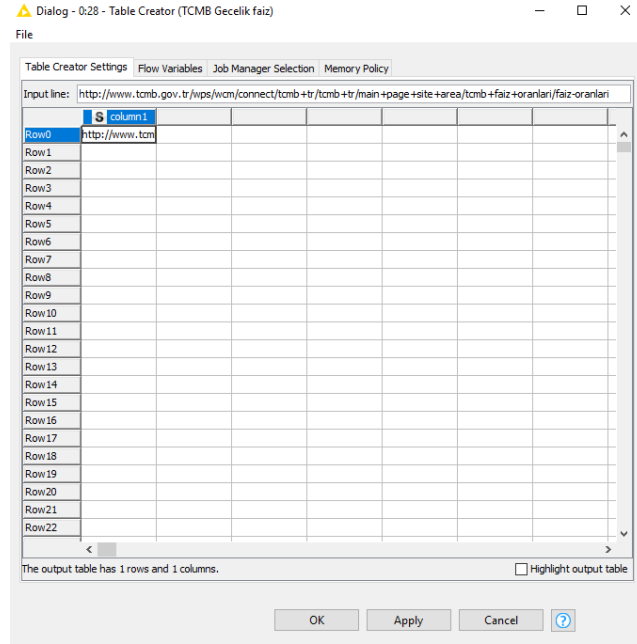 Dialog - 0:28 - Table Creator (TCMB Gecelik faiz)
File
Table Creator Settings Flow Variables Job Manager Selection Memory Policy
Input line: http://www.tcmb.gov.tr/wps/wcm/connect/tcmb+tr/tcmb+tr/main+page+site+area/tcmb+faiz+oranlari/faiz-oranlari
S column1
Row0 http://www.tcm
Row1
Row2
Row3
Row4
Row5
Row6
Row7
Row8
Row9
Row10
Row11
Row12
Row13
Row14
Row15
Row16
Row17
Row18
Row19
Row20
Row21
Row22
The output table has 1 rows and 1 columns. Highlight output table
OK Apply Cancel ?